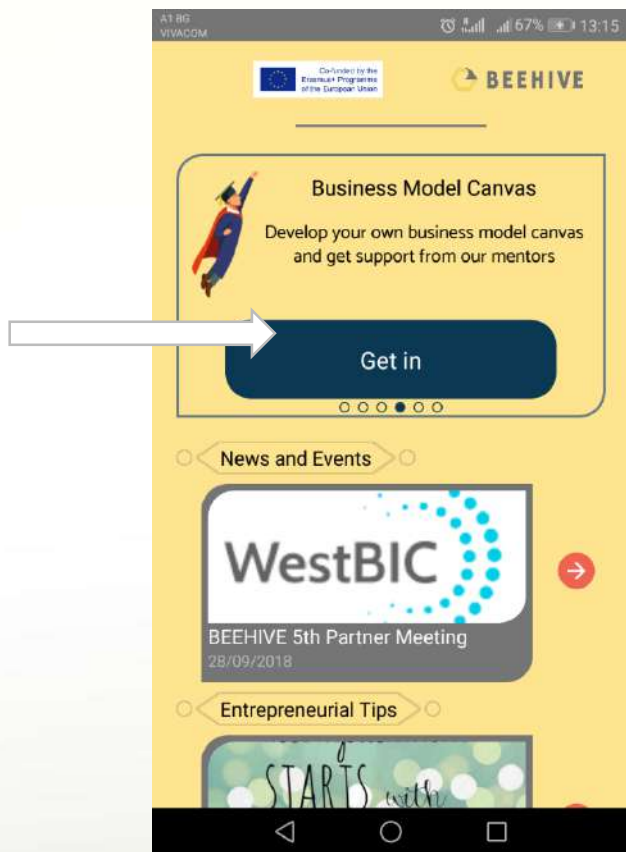 A1 BG
VIVACOM
67% 13:15
Co-funded by the
Erasmus+ Programme
of the European Union
BEEHIVE
Business Model Canvas
Develop your own business model canvas
and get support from our mentors
Get in
News and Events
WestBIC
BEEHIVE 5th Partner Meeting
28/09/2018
Entrepreneurial Tips
STARTS with